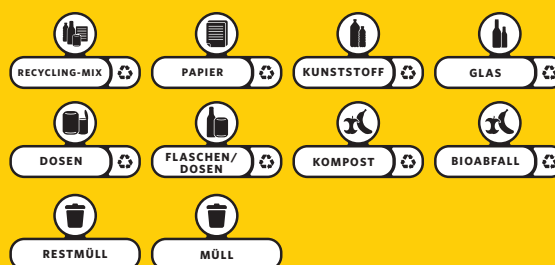 RECYCLING-MIX
PAPIER
KUNSTSTOFF
GLAS
DOSEN
FLASCHEN/
DOSEN
KOMPOST
BIOABFALL
RESTMÜLL
MÜLL